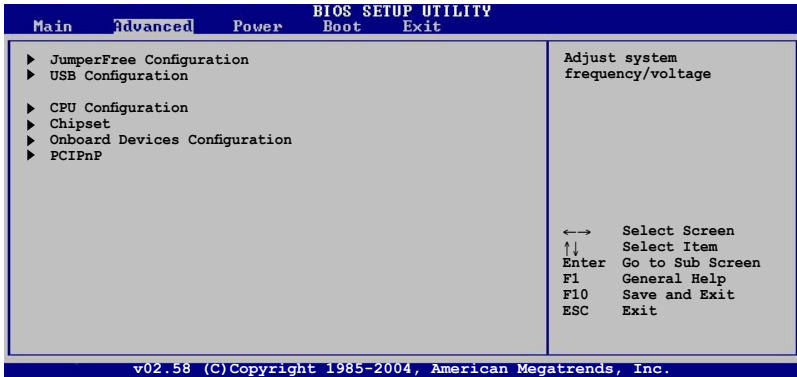 BIOS SETUP UTILITY
Main Advanced Power Boot Exit
JumperFree Configuration
USB Configuration
CPU Configuration
Chipset
Onboard Devices Configuration
PCIPnP
Adjust system
frequency/voltage
←→ Select Screen
↑↓ Select Item
Enter Go to Sub Screen
F1 General Help
F10 Save and Exit
ESC Exit
v02.58 (C)Copyright 1985-2004, American Megatrends, Inc.